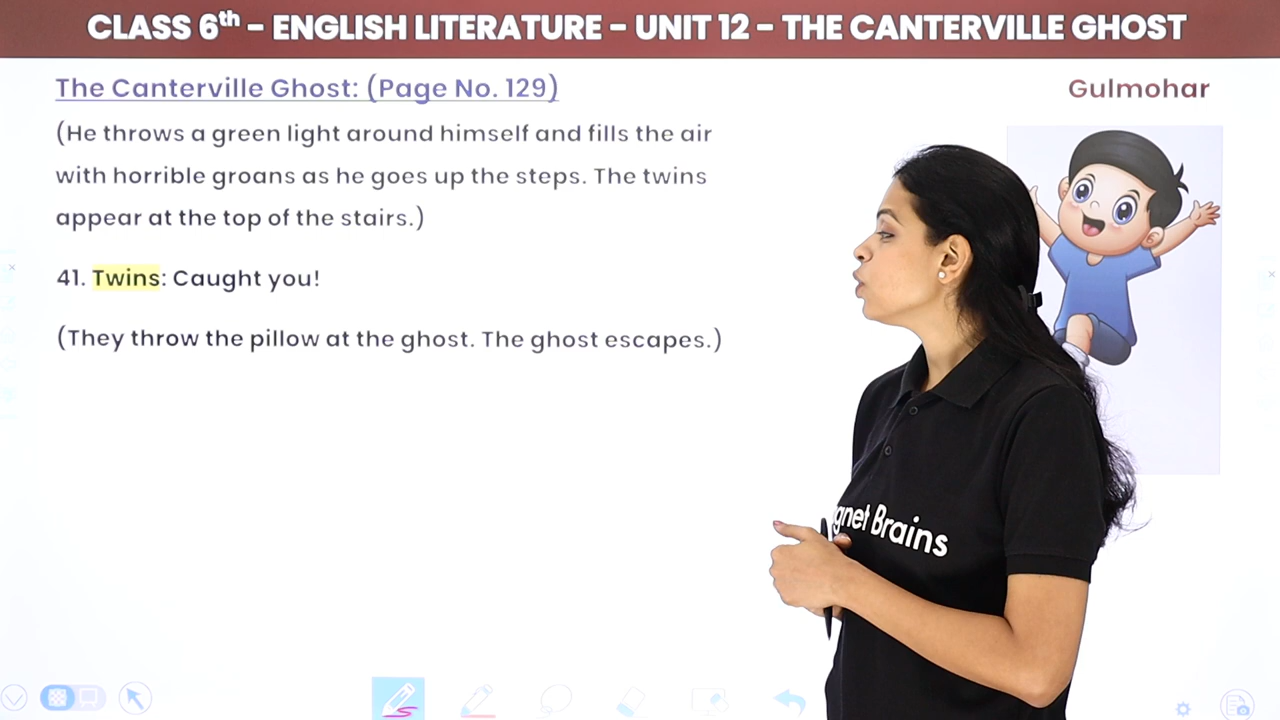 CLASS 6th - ENGLISH LITERATURE - UNIT 12 - THE CANTERVILLE GHOST
The Canterville Ghost: (Page No. 129)
Gulmohar
(He throws a green light around himself and fills the air
with horrible groans as he goes up the steps. The twins
appear at the top of the stairs.)
41. Twins: Caught you!
(They throw the pillow at the ghost. The ghost escapes.)
gnet Brains